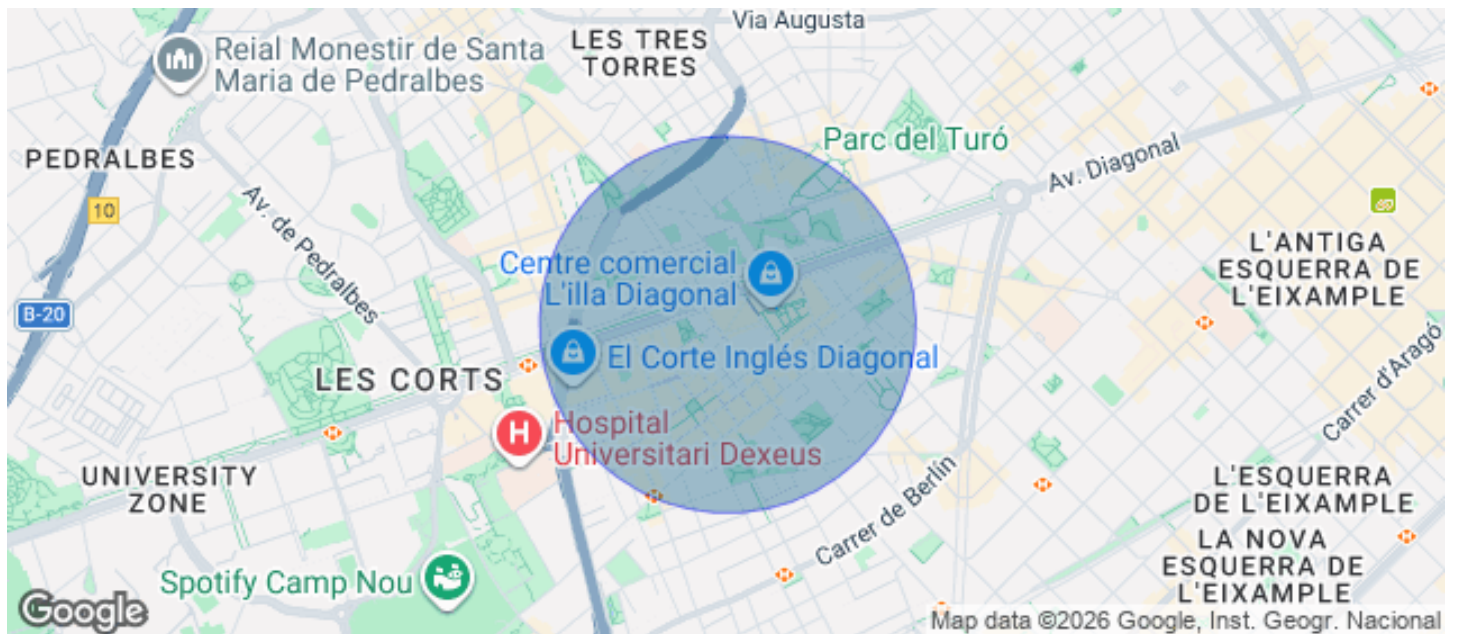 Via Augusta
LES TRES
TORRES
Reial Monestir de Santa
Maria de Pedralbes
Parc del Turó
PEDRALBES
Av. Diagonal
10
Av. de Pedralbes
L'ANTIGA
ESQUERRA DE
L'EIXAMPLE
Centre comercial
L'illa Diagonal
B-20
El Corte Inglés Diagonal
LES CORTS
Carrer d'Aragó
H
Hospital
Universitari Dexeus
UNIVERSITY
ZONE
Carrer de Berlín
L'ESQUERRA
DE L'EIXAMPLE
LA NOVA
ESQUERRA DE
L'EIXAMPLE
Spotify Camp Nou
Google
Map data ©2026 Google, Inst. Geogr. Nacional